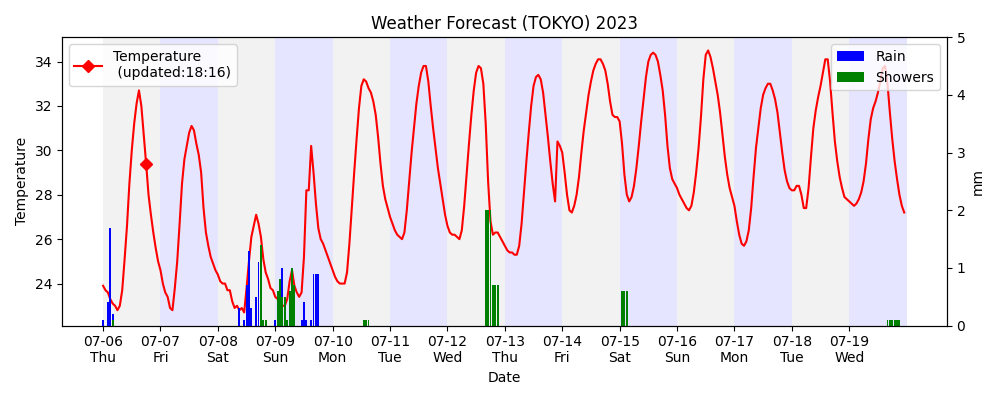 Weather Forecast (TOKYO) 2023
Temperature
(updated:18:16)
Rain
Showers
Temperature
34
32
30
28
26
24
5
4
3
2
1
0
mm
07-06 07-07 07-08 07-09 07-10 07-11 07-12 07-13 07-14 07-15 07-16 07-17 07-18 07-19
Thu Fri Sat Sun Mon Tue Wed Thu Fri Sat Sun Mon Tue Wed
Date